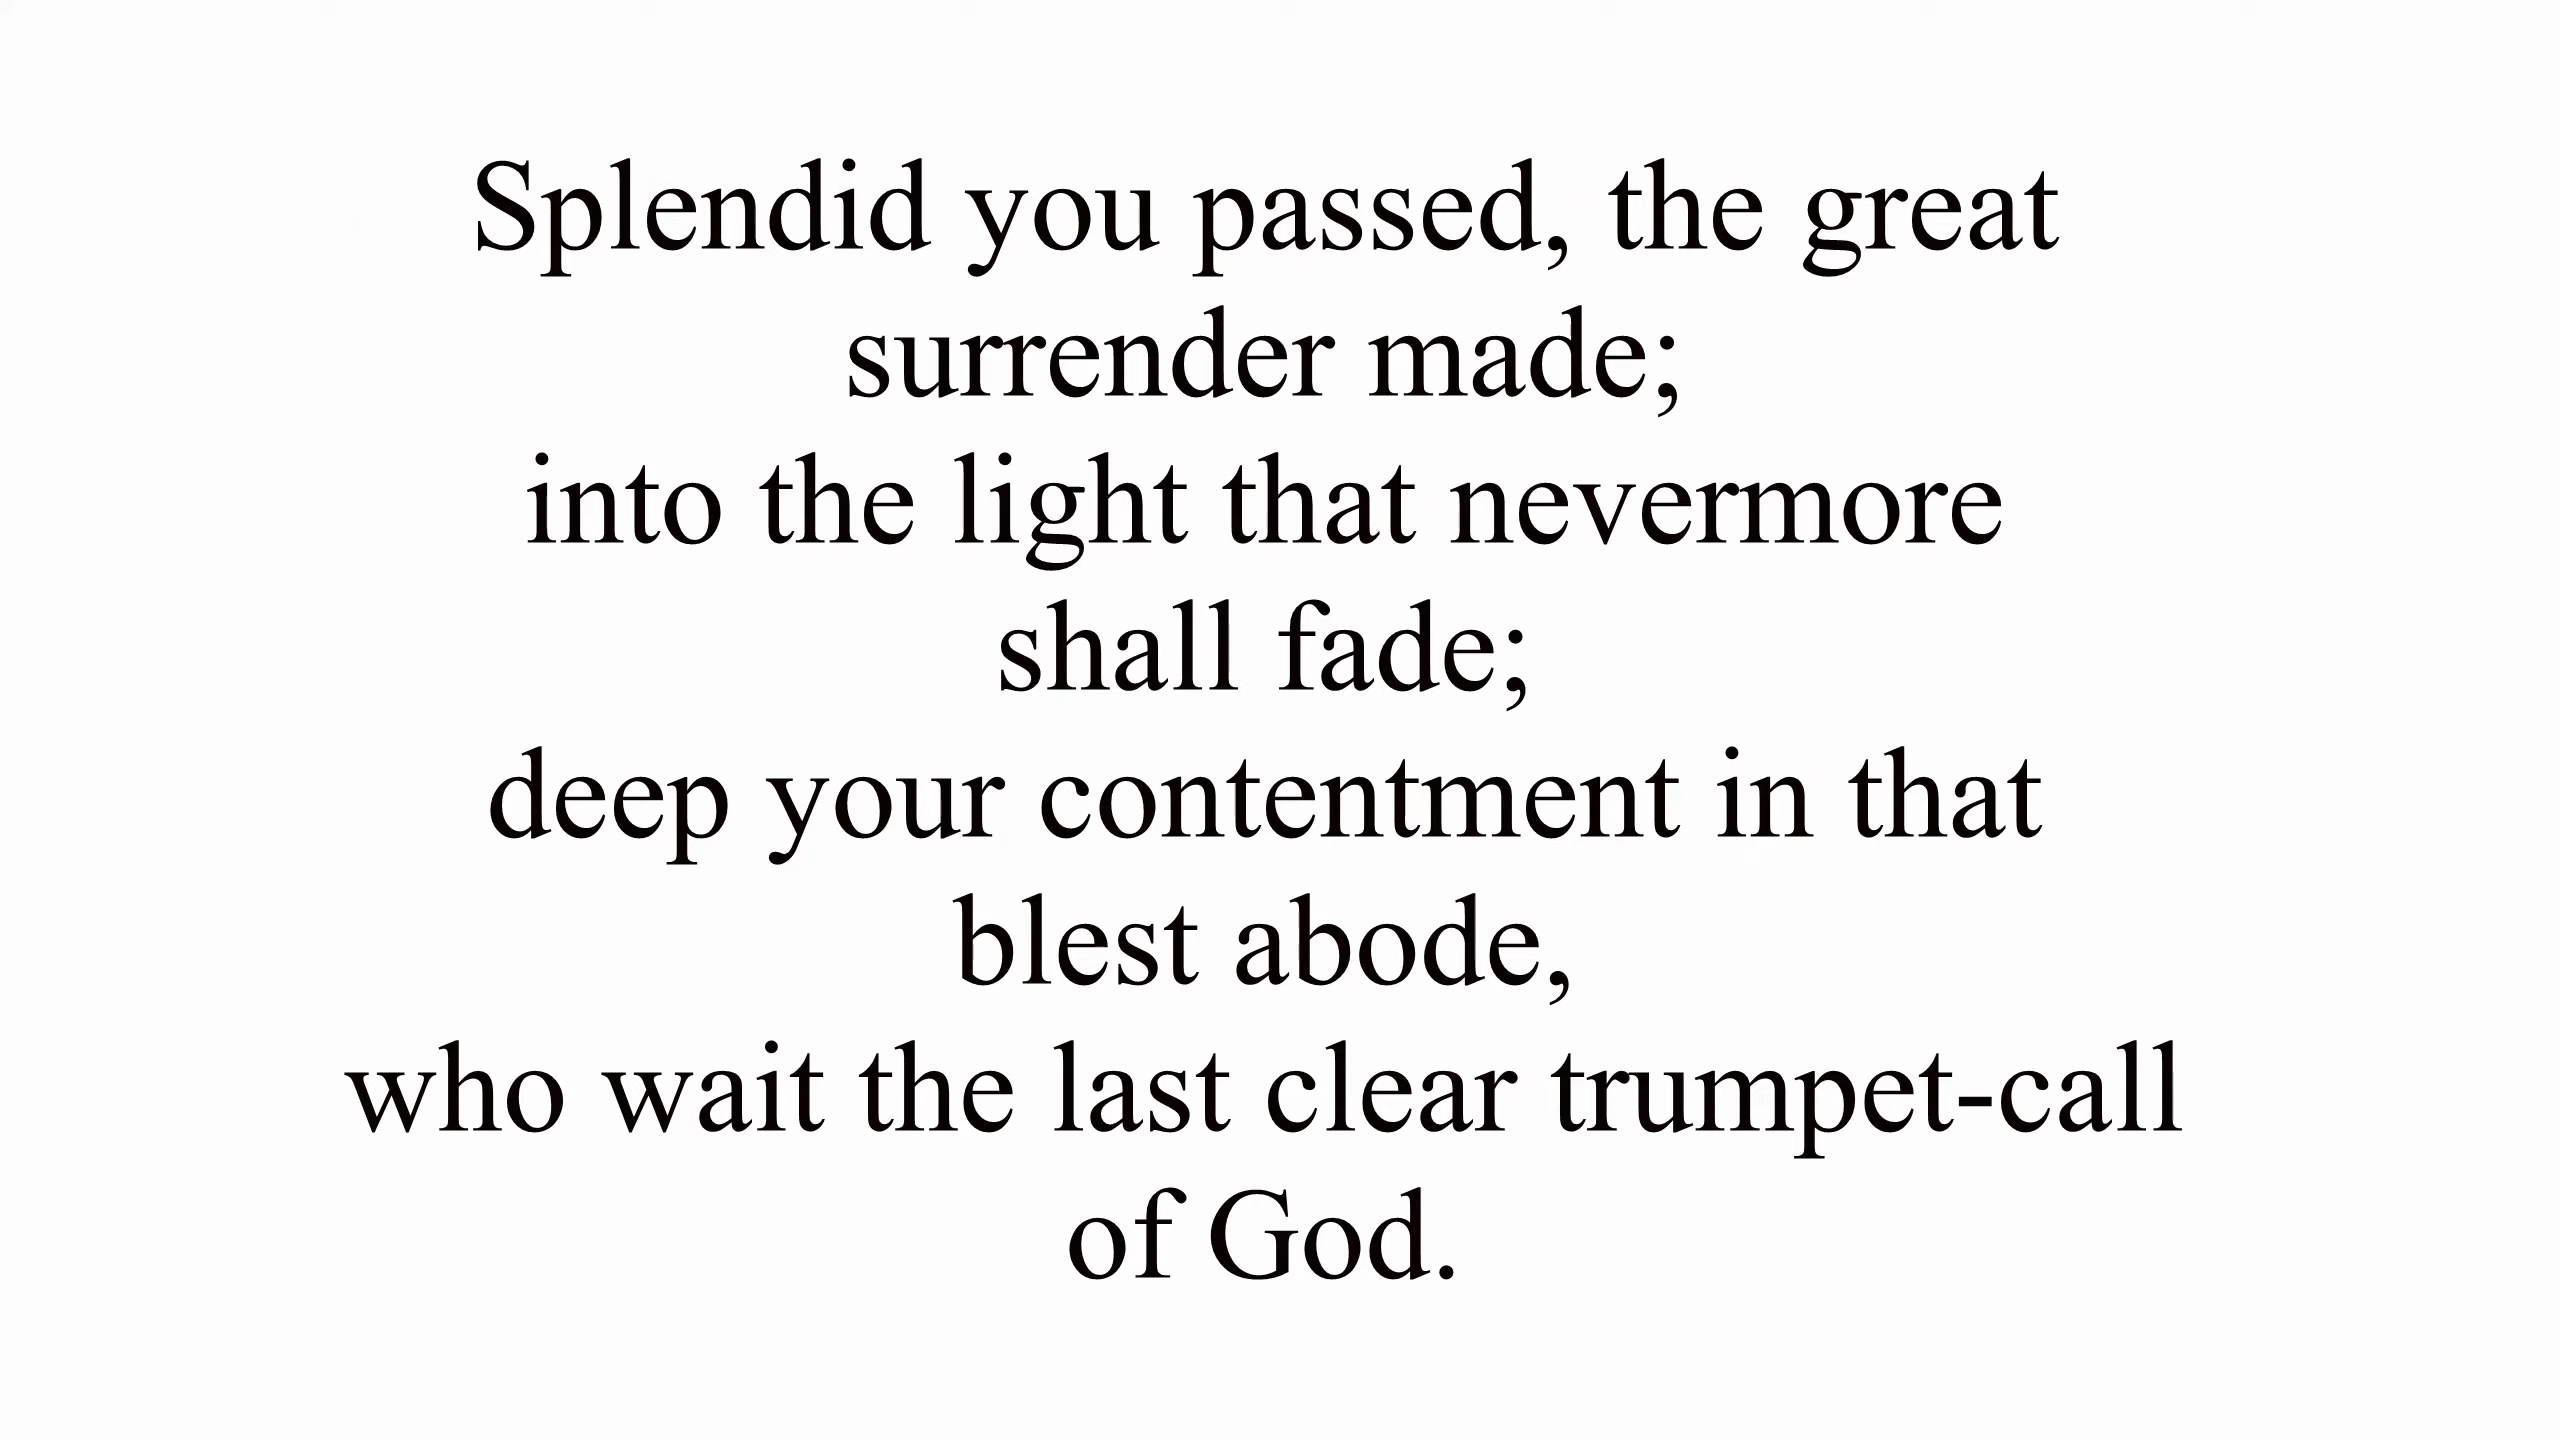 Splendid you passed, the great
surrender made;
into the light that nevermore
shall fade;
deep your contentment in that
blest abode,
who wait the last clear trumpet-call
of God.